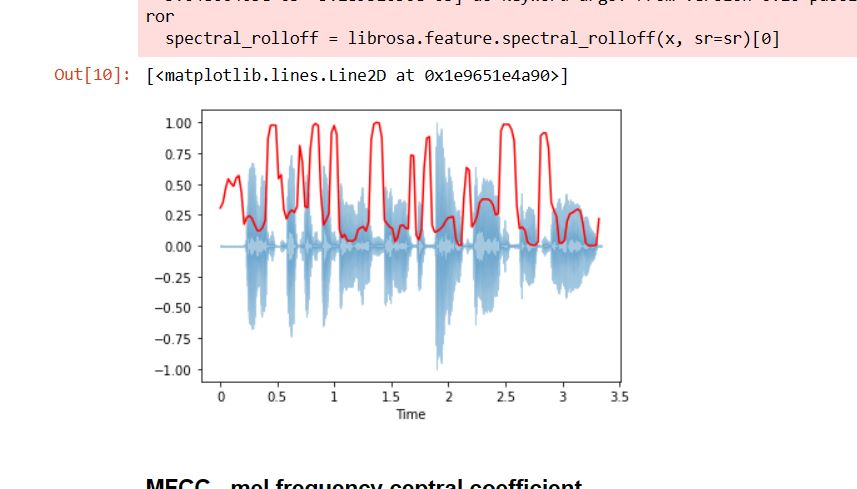 ror
spectral_rolloff = librosa.feature.spectral_rolloff(x, sr=sr)[0]
Out[10]: [<matplotlib.lines.Line2D at 0x1e9651e4a90>]
1.00
0.75
0.50
0.25
0.00
−0.25
−0.50
−0.75
−1.00
0 0.5 1 1.5 2 2.5 3 3.5
Time
MFCC - mel frequency ceptral coefficient